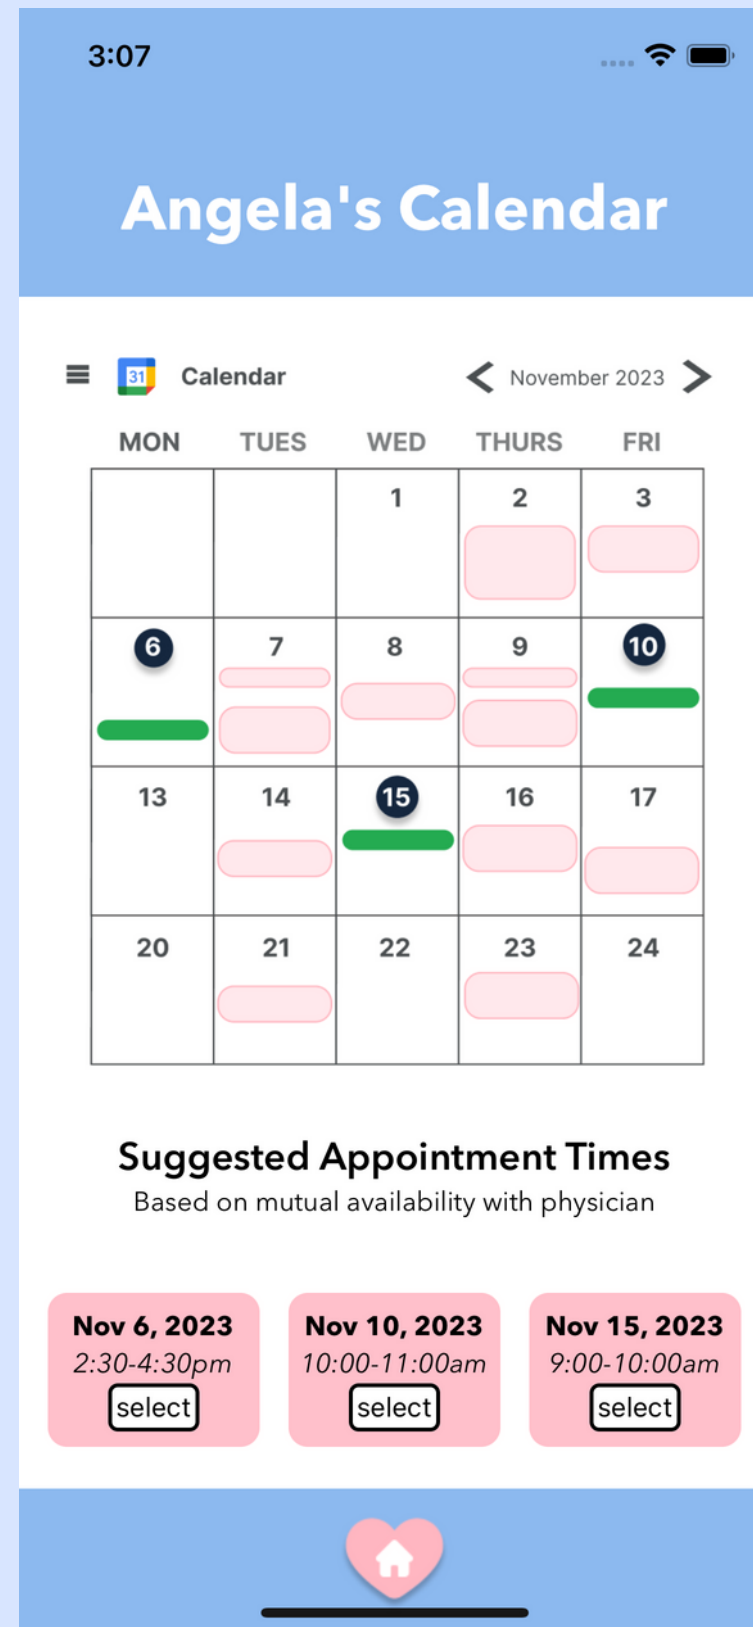 3:07
Angela's Calendar
31 Calendar November 2023
MON TUES WED THURS FRI
1 2 3
6 7 8 9 10
13 14 15 16 17
20 21 22 23 24
Suggested Appointment Times
Based on mutual availability with physician
Nov 6, 2023 Nov 10, 2023 Nov 15, 2023
2:30-4:30pm 10:00-11:00am 9:00-10:00am
select select select